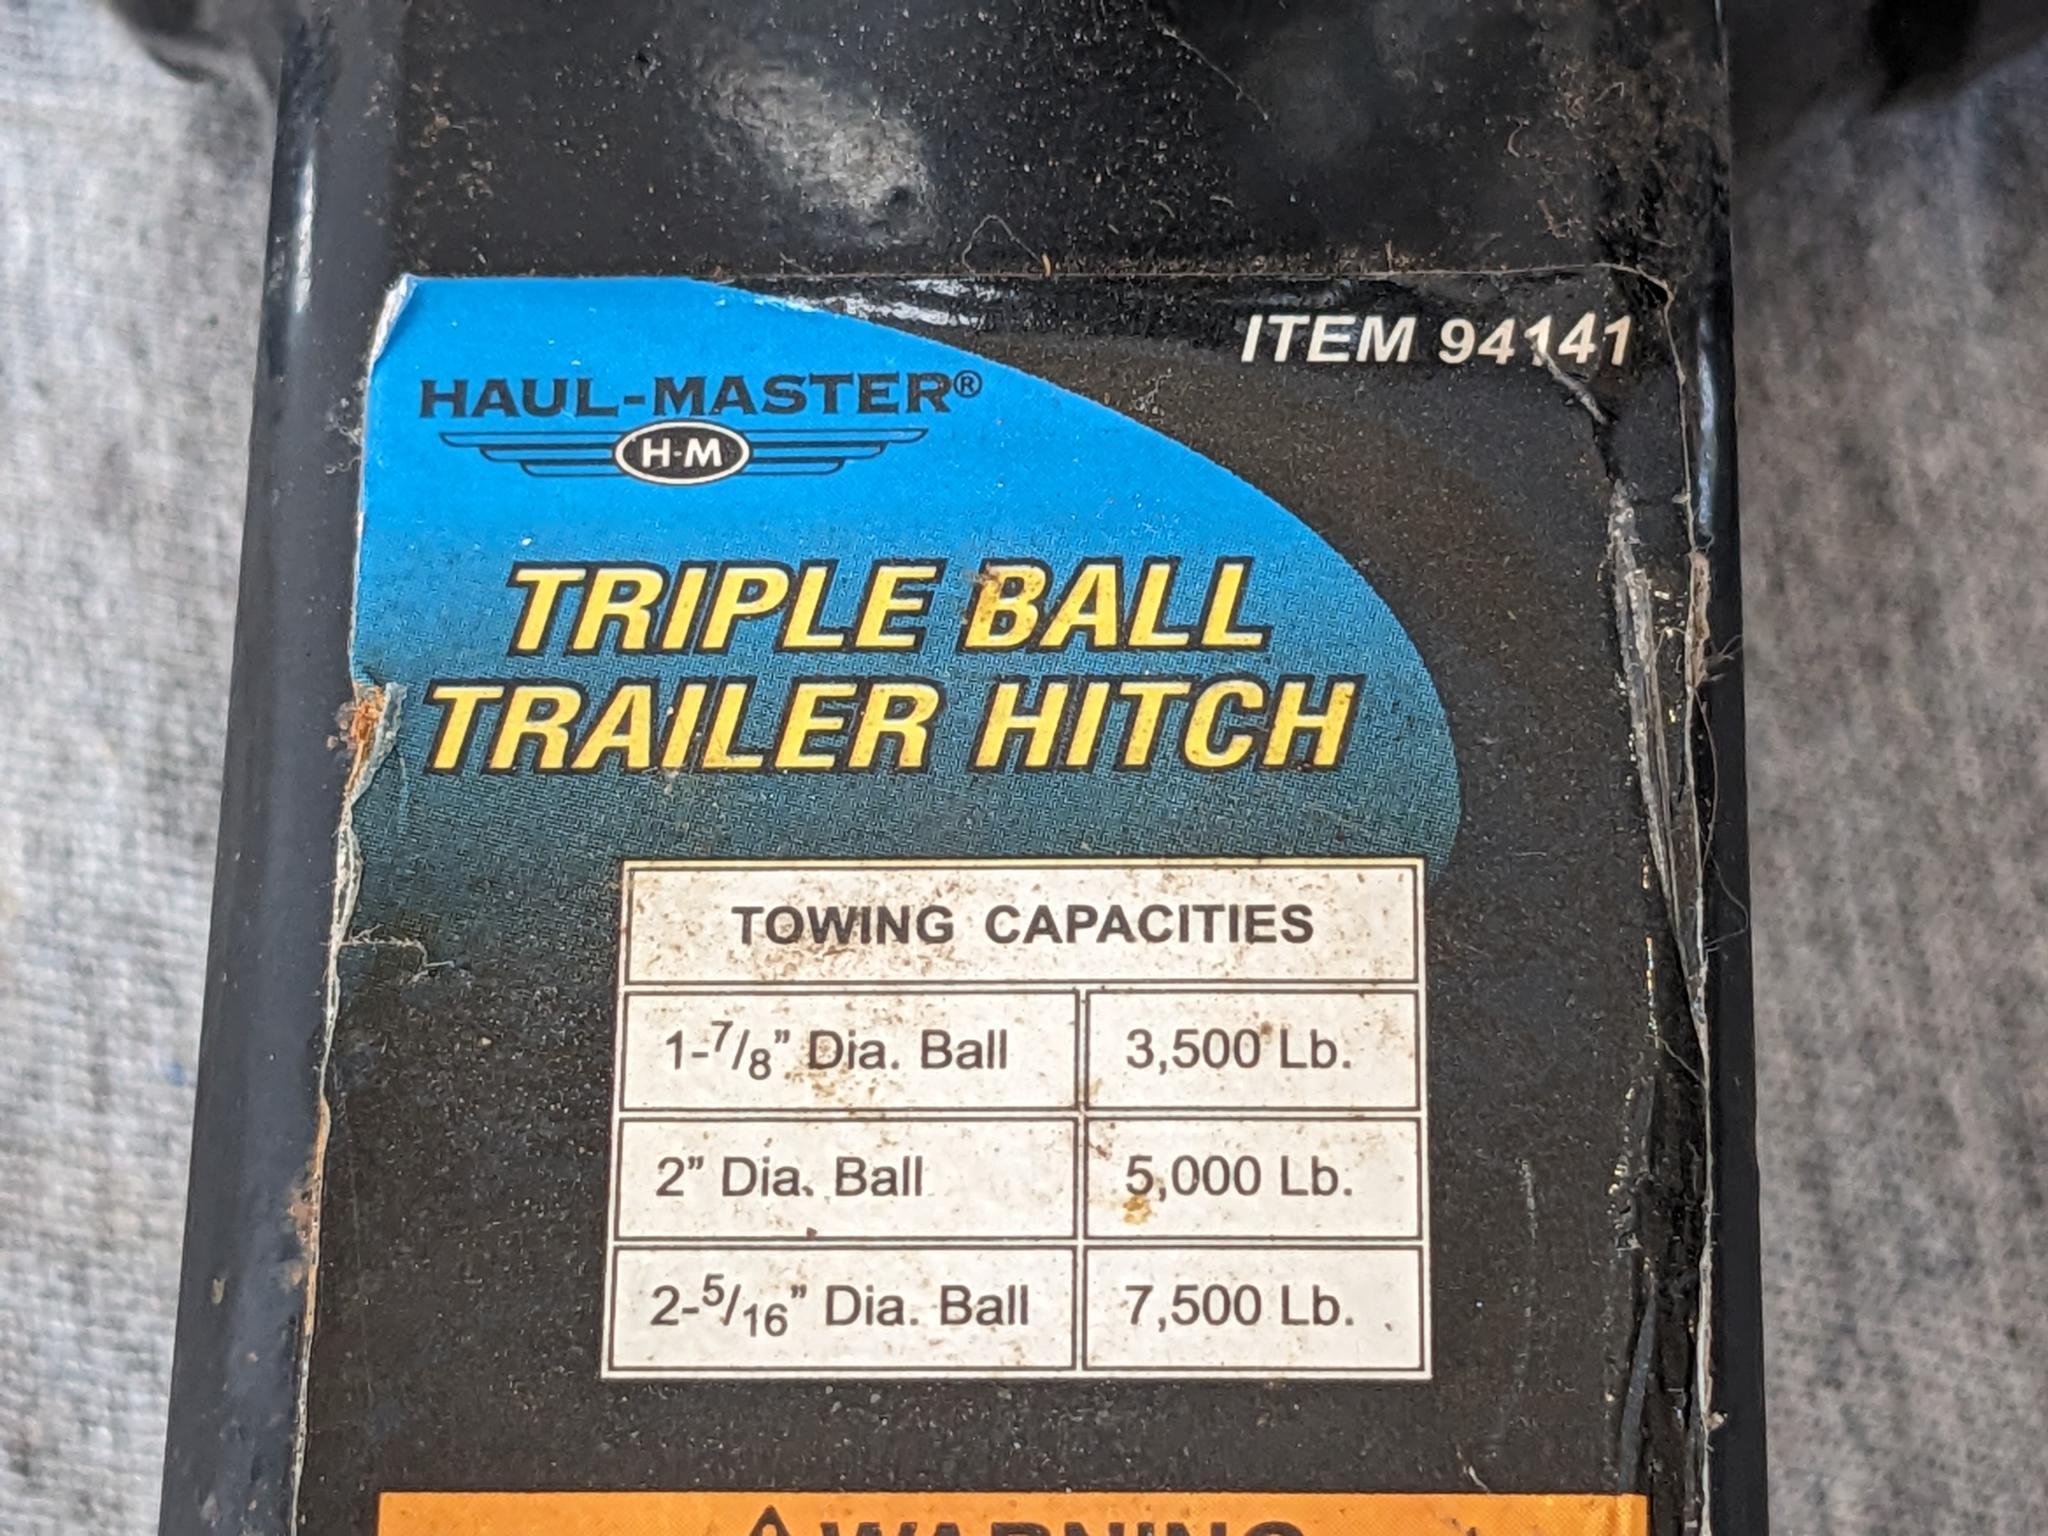 ITEM 94141
HAUL-MASTER®
H-M
TRIPLE BALL
TRAILER HITCH
TOWING CAPACITIES
1-7/8” Dia. Ball 3,500 Lb.
2” Dia. Ball 5,000 Lb.
2-5/16” Dia. Ball 7,500 Lb.
⚠WARNING